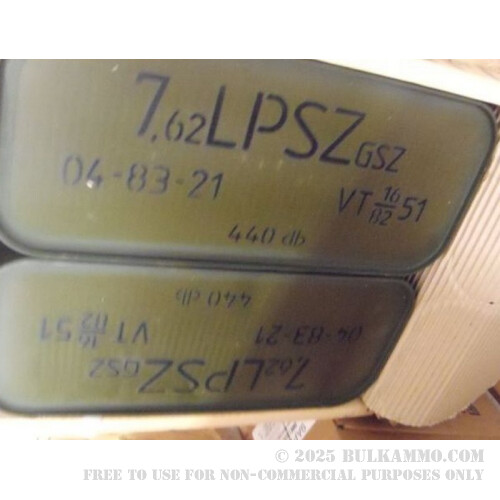 7,62LPSZGSZ
04-83-21
VT 16/82 51
440 db
440 db
04-83-21
VT 16/82 51
7,62LPSZGSZ
© 2025 BULKAMMO.COM
FREE TO USE FOR NON-COMMERCIAL PURPOSES ONLY